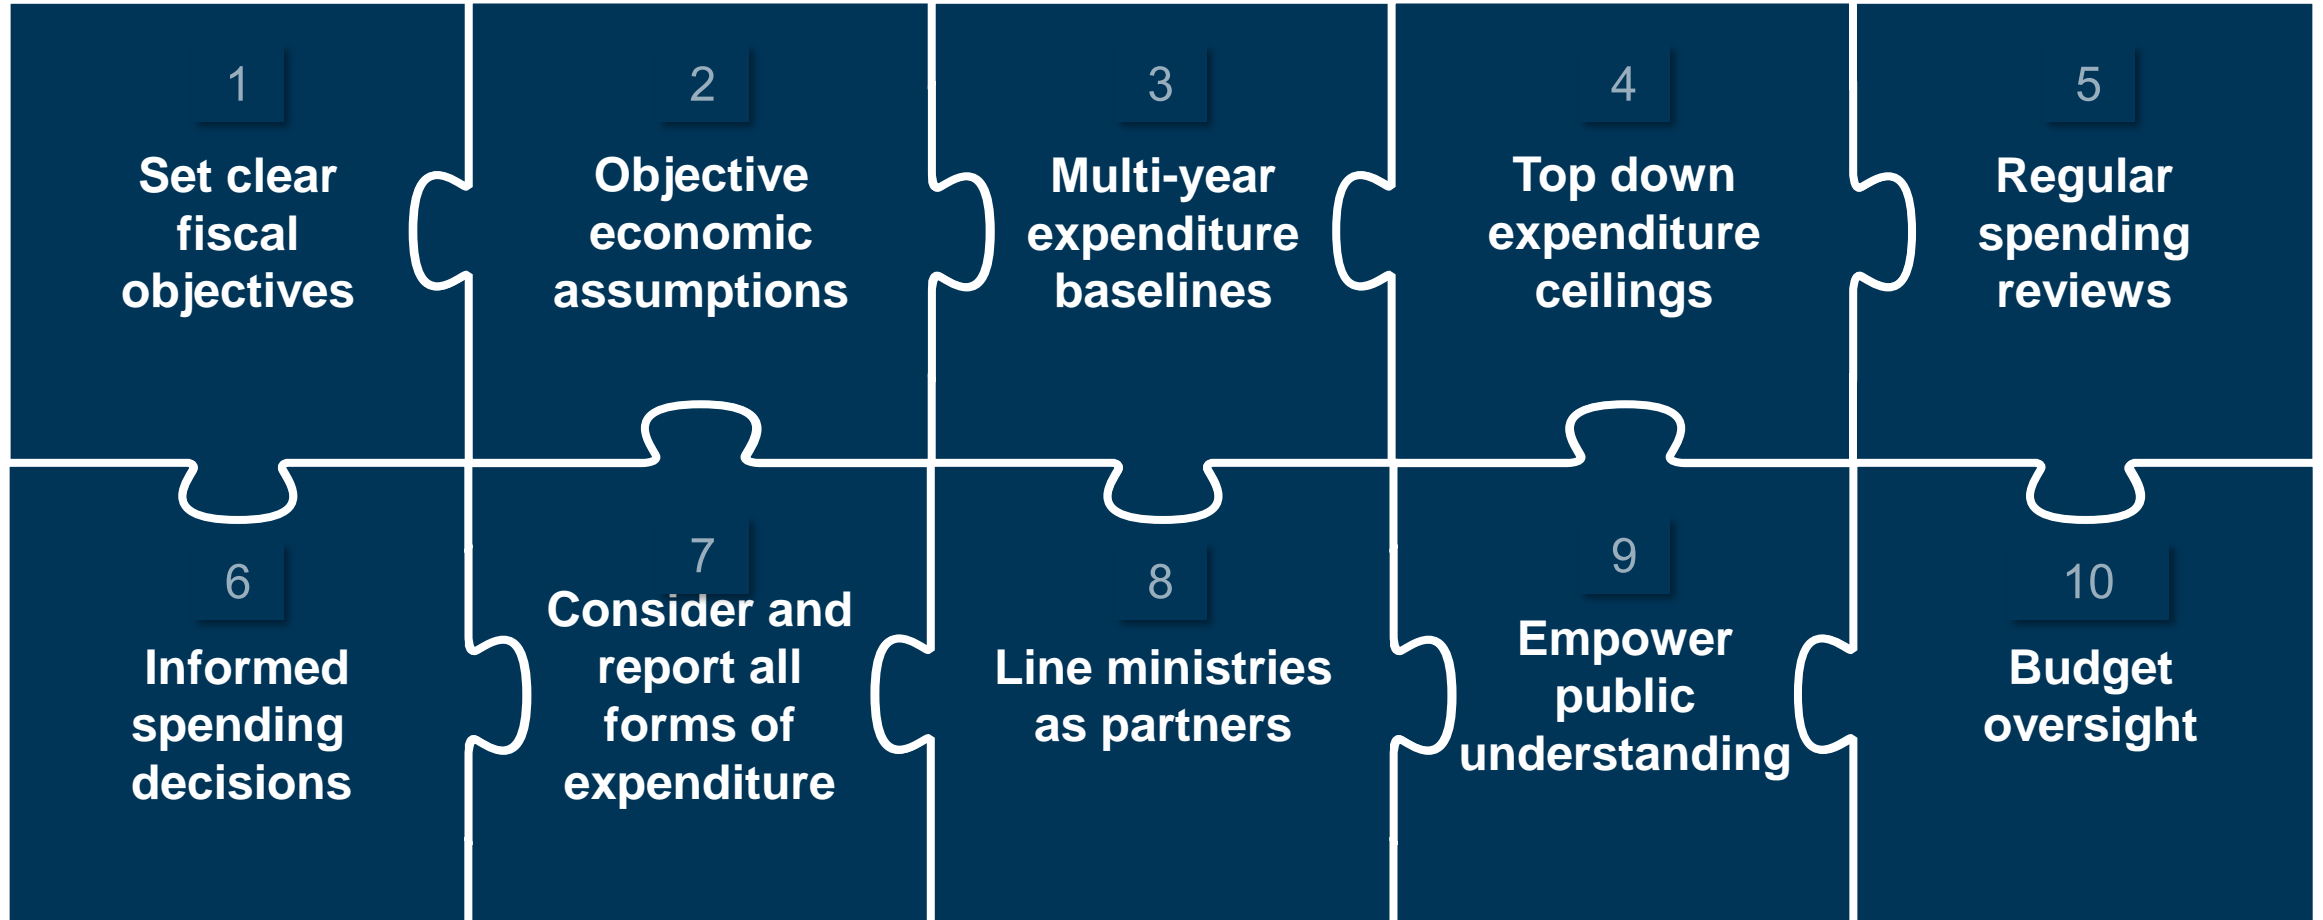 1
Set clear
fiscal
objectives
2
Objective
economic
assumptions
3
Multi-year
expenditure
baselines
4
Top down
expenditure
ceilings
5
Regular
spending
reviews
6
Informed
spending
decisions
7
Consider and
report all
forms of
expenditure
8
Line ministries
as partners
9
Empower
public
understanding
10
Budget
oversight